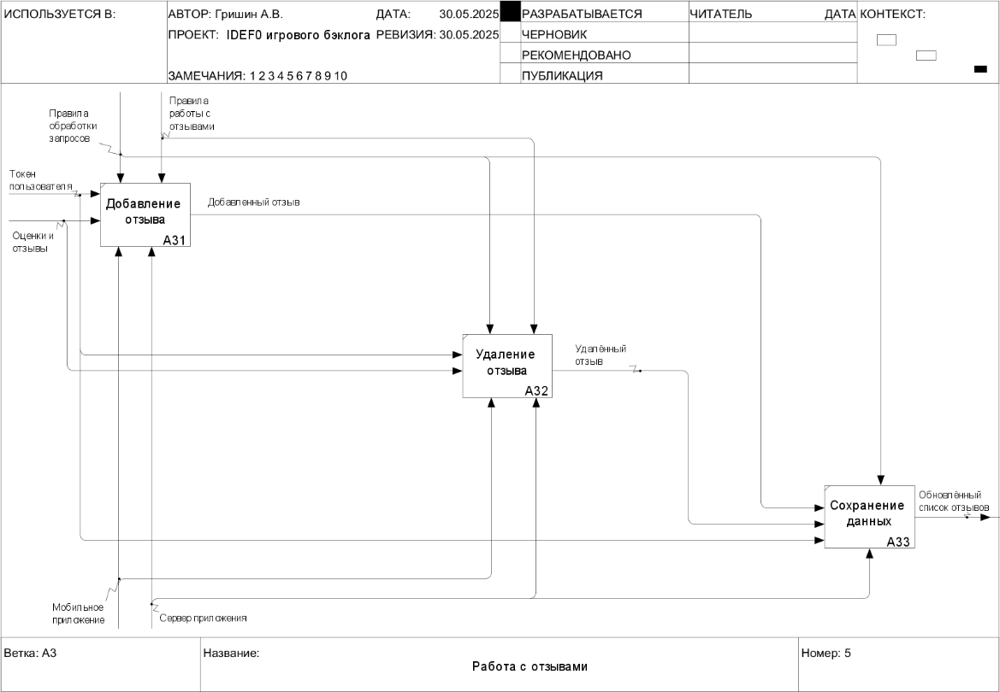 ИСПОЛЬЗУЕТСЯ В:
АВТОР: Гришин А.В.
ДАТА: 30.05.2025
ПРОЕКТ: IDEF0 игрового бэклога
РЕВИЗИЯ: 30.05.2025
ЗАМЕЧАНИЯ: 1 2 3 4 5 6 7 8 9 10
РАЗРАБАТЫВАЕТСЯ
ЧЕРНОВИК
РЕКОМЕНДОВАНО
ПУБЛИКАЦИЯ
ЧИТАТЕЛЬ
ДАТА
КОНТЕКСТ:
Правила
обработки
запросов
Правила
работы с
отзывами
Токен
пользователя
Оценки и
отзывы
Добавление
отзыва
А31
Добавленный отзыв
Удаление
отзыва
А32
Удалённый
отзыв
Сохранение
данных
А33
Обновлённый
список отзывов
Мобильное
приложение
Сервер приложения
Ветка: А3
Название:
Работа с отзывами
Номер: 5